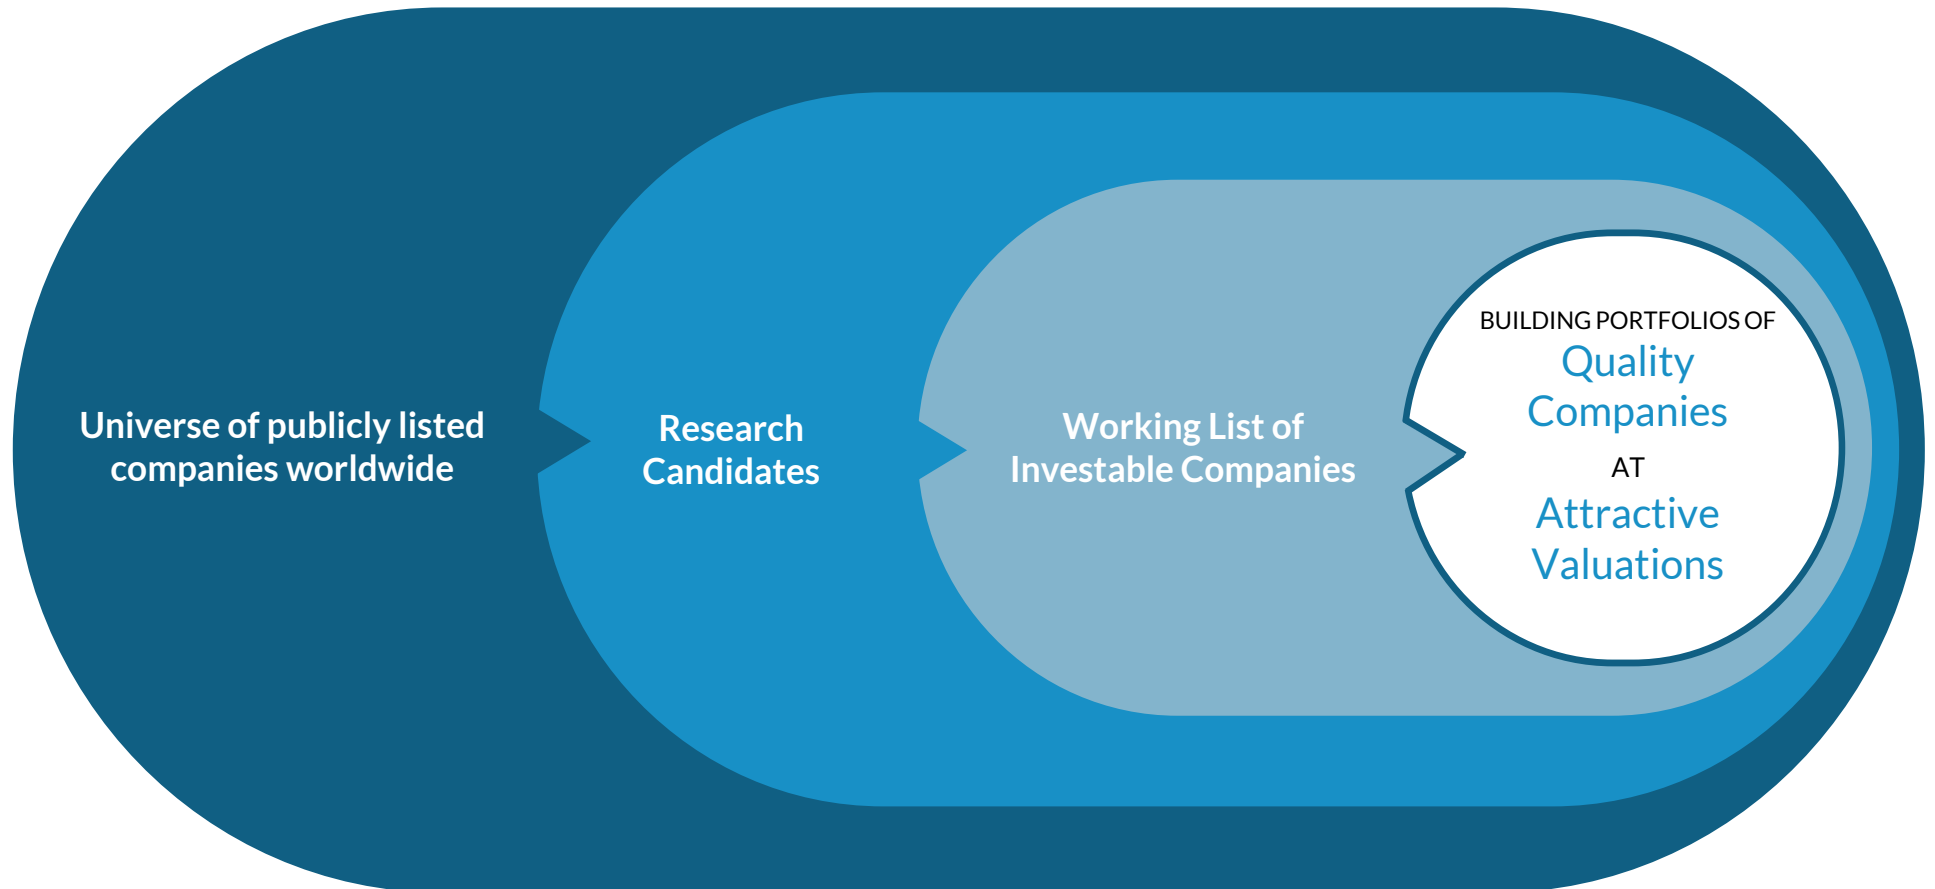 Universe of publicly listed
companies worldwide
Research
Candidates
Working List of
Investable Companies
BUILDING PORTFOLIOS OF
Quality
Companies
AT
Attractive
Valuations